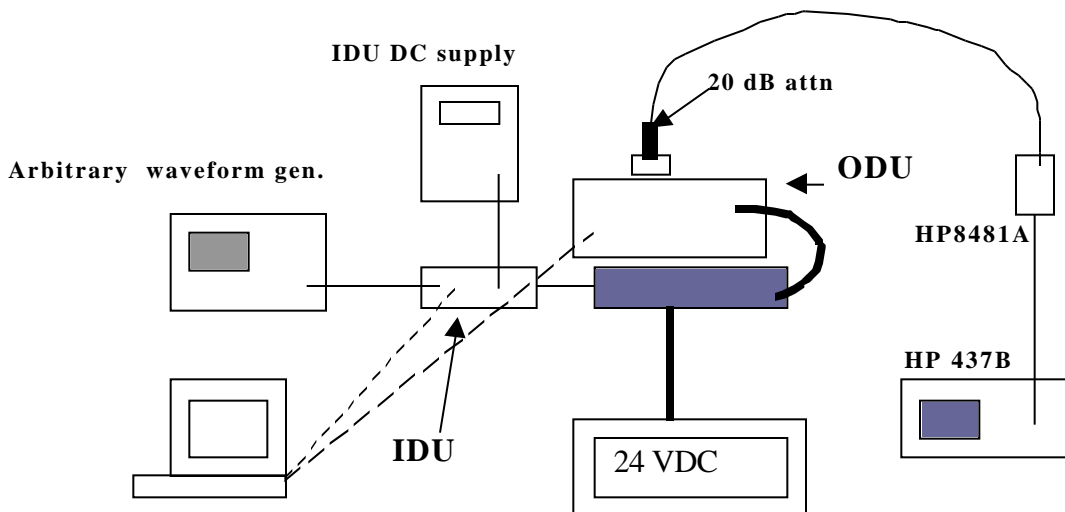 IDU DC supply
20 dB attn
Arbitrary waveform gen.
ODU
HP8481A
HP 437B
IDU
24 VDC